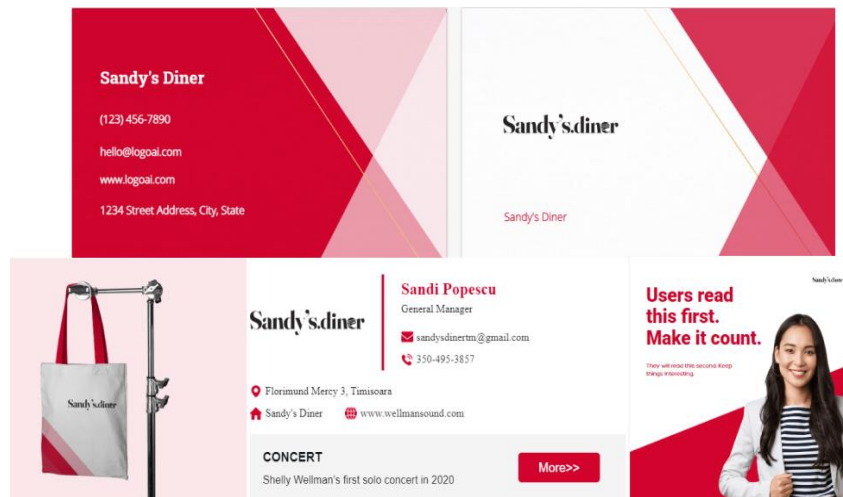 Sandy's Diner
(123) 456-7890
hello@logoai.com
www.logoai.com
1234 Street Address, City, State
Sandy's.diner
Sandy's Diner
Sandy's.diner
Sandy's.diner
Sandi Popescu
General Manager
sandysdinertm@gmail.com
350-495-3857
Florimund Mercy 3, Timisoara
Sandy's Diner
www.wellmansound.com
CONCERT
Shelly Wellman's first solo concert in 2020
More>>
Sandy's.diner
Users read
this first.
Make it count.
They will read this second. Keep
things interesting.